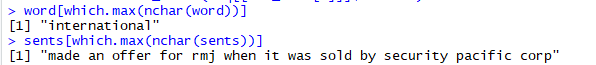 > word[which.max(nchar(word))]
[1] "international"
> sents[which.max(nchar(sents))]
[1] "made an offer for rmj when it was sold by security pacific corp"